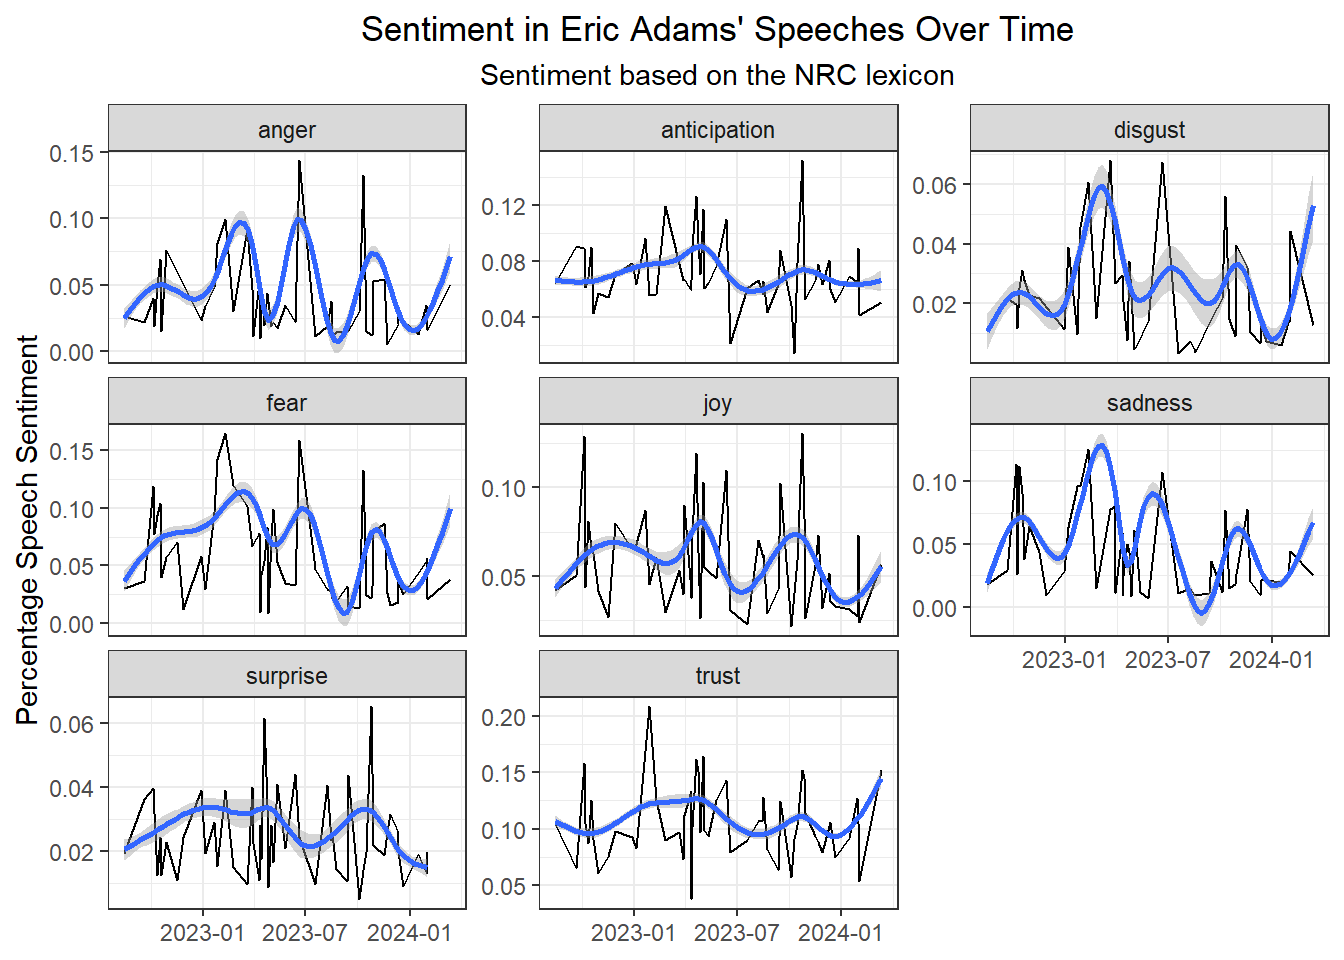 Sentiment in Eric Adams' Speeches Over Time
Sentiment based on the NRC lexicon
Percentage Speech Sentiment
anger
0.15
0.10
0.05
0.00
anticipation
0.12
0.08
0.04
disgust
0.06
0.04
0.02
fear
0.15
0.10
0.05
0.00
joy
0.10
0.05
sadness
0.10
0.05
0.00
2023-01 2023-07 2024-01
surprise
0.06
0.04
0.02
2023-01 2023-07 2024-01
trust
0.20
0.15
0.10
0.05
2023-01 2023-07 2024-01